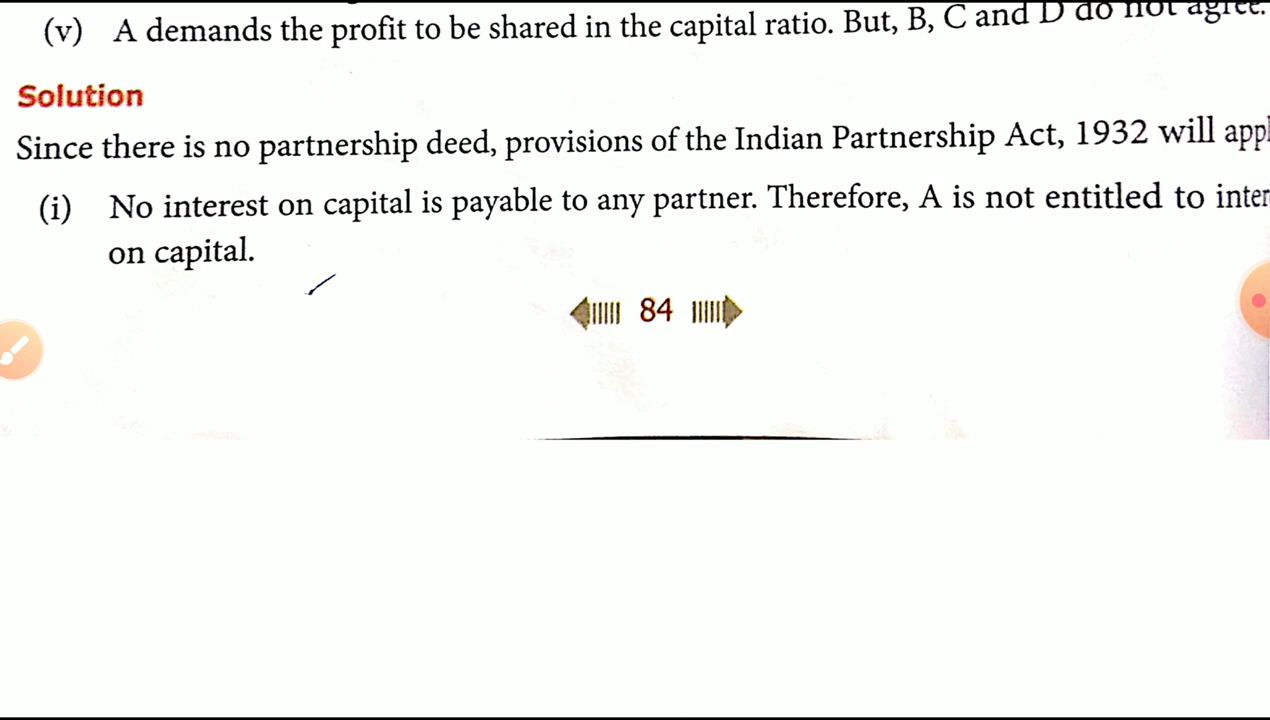 (v) A demands the profit to be shared in the capital ratio. But, B, C and D do not agree.
Solution
Since there is no partnership deed, provisions of the Indian Partnership Act, 1932 will appl
(i) No interest on capital is payable to any partner. Therefore, A is not entitled to inter
on capital.
84